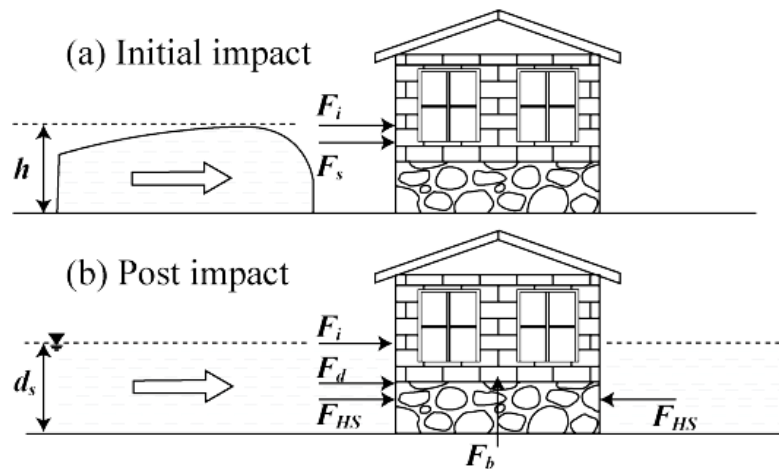 (a) Initial impact
F_i
h
F_s
(b) Post impact
F_i
d_s
F_d
F_HS
F_HS
F_b